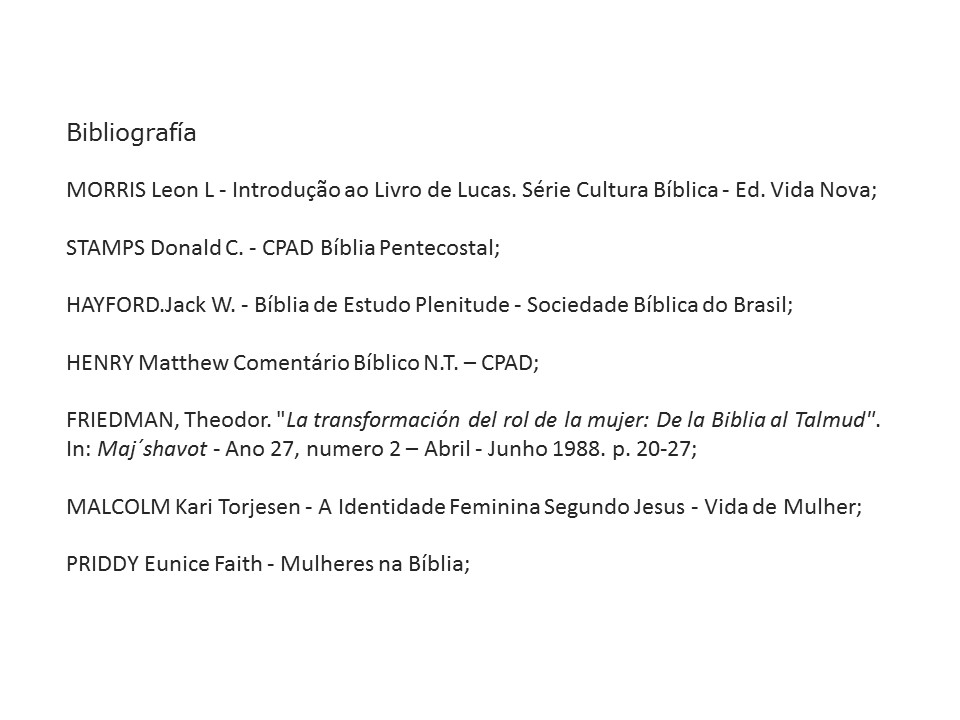 Bibliografía
MORRIS Leon L - Introdução ao Livro de Lucas. Série Cultura Bíblica - Ed. Vida Nova;
STAMPS Donald C. - CPAD Bíblia Pentecostal;
HAYFORD.Jack W. - Bíblia de Estudo Plenitude - Sociedade Bíblica do Brasil;
HENRY Matthew Comentário Bíblico N.T. – CPAD;
FRIEDMAN, Theodor. "La transformación del rol de la mujer: De la Biblia al Talmud".
In: Maj´shavot - Ano 27, numero 2 – Abril - Junho 1988. p. 20-27;
MALCOLM Kari Torjesen - A Identidade Feminina Segundo Jesus - Vida de Mulher;
PRIDDY Eunice Faith - Mulheres na Bíblia;